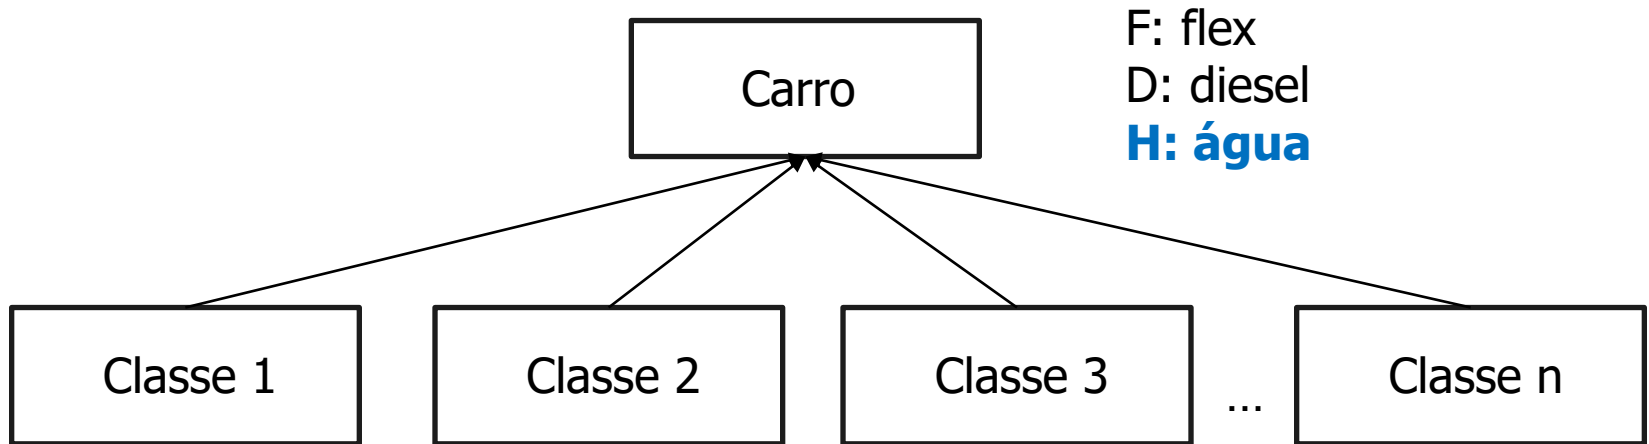 Carro
F: flex
D: diesel
H: água
Classe 1
Classe 2
Classe 3
...
Classe n